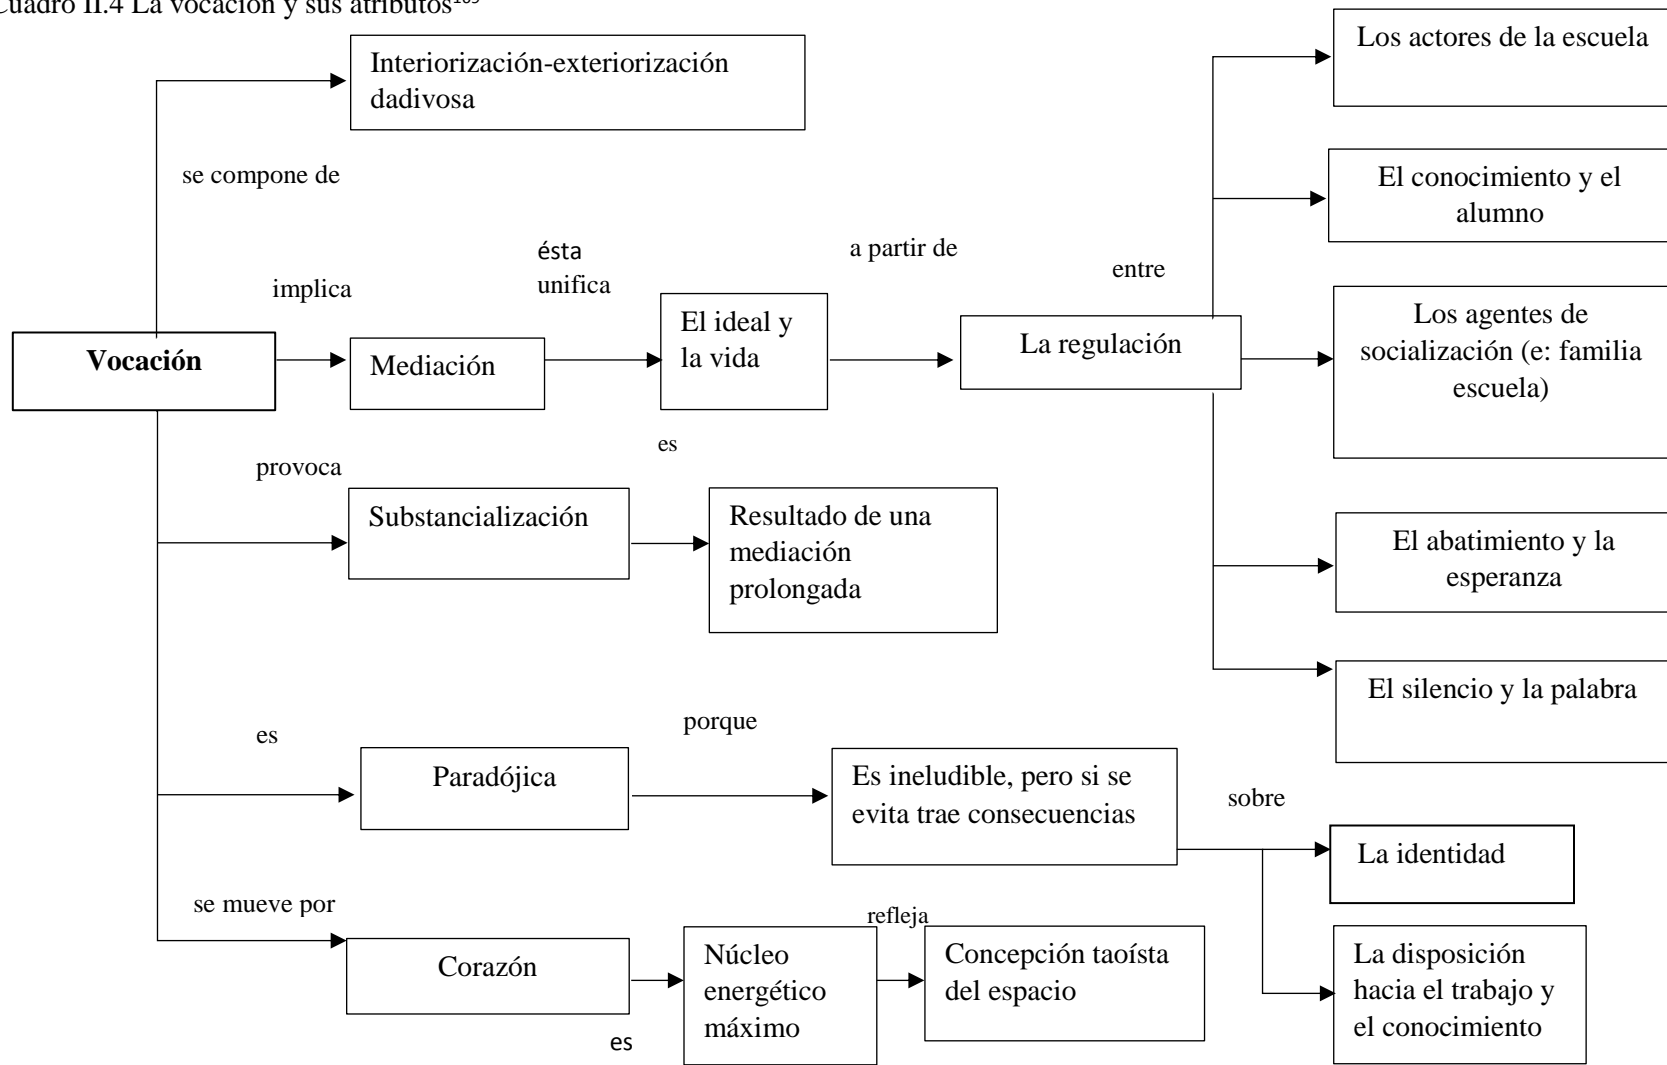 Cuadro II.4 La vocación y sus atributos
Interiorización-exteriorización
dadivosa
se compone de
implica
ésta
unifica
a partir de
entre
Vocación
Mediación
El ideal y
la vida
La regulación
Los actores de la escuela
El conocimiento y el
alumno
Los agentes de
socialización (e: familia
escuela)
El abatimiento y la
esperanza
El silencio y la palabra
provoca
Substancialización
es
Resultado de una
mediación
prolongada
es
Paradójica
porque
Es ineludible, pero si se
evita trae consecuencias
sobre
La identidad
La disposición
hacia el trabajo y
el conocimiento
se mueve por
Corazón
es
Núcleo
energético
máximo
refleja
Concepción taoísta
del espacio